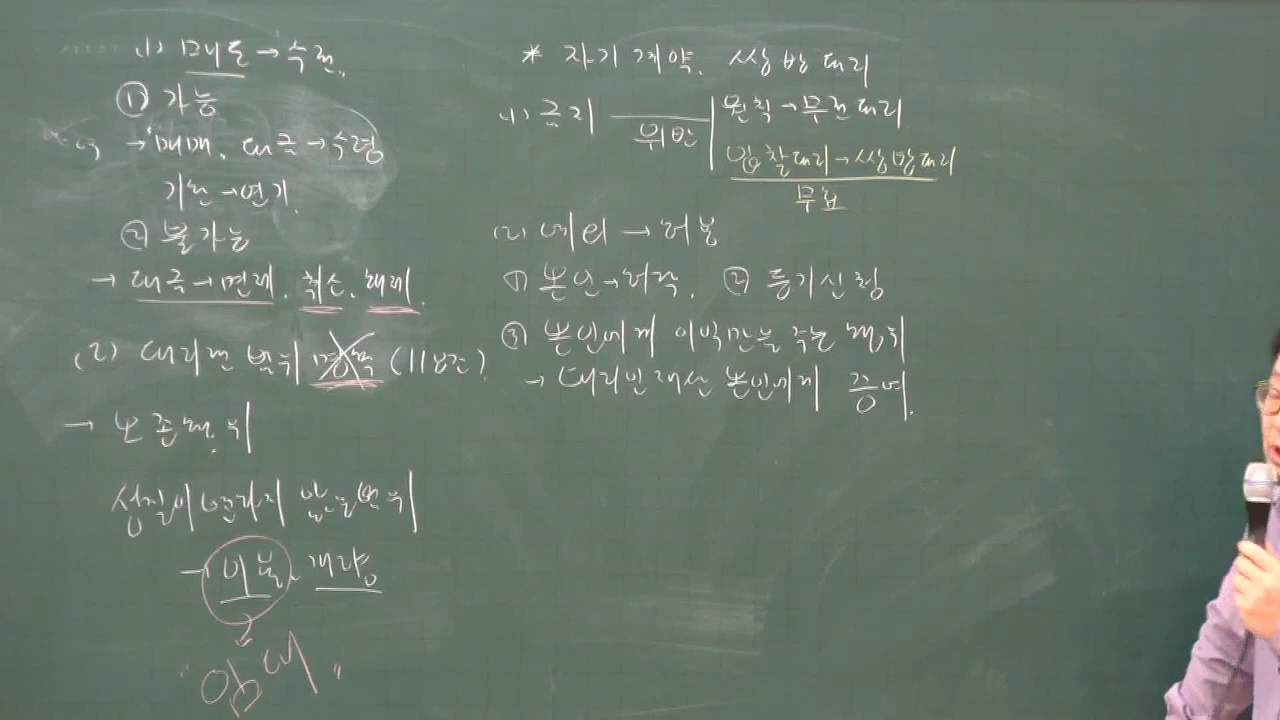 (1) 매도 → 수권.
① 가능
→ 매매, 대금 → 수령
기한 → 연기.
② 불가능
→ 대금 → 면제, 취소, 해제.
(2) 대리권 범위 (118조)
→ 보존행위
성질이 변하지 않는 범위
→ 이용, 개량
"임대"
* 자기계약, 쌍방대리
(1) 금지 위반 원칙 → 무권대리
입찰대리 → 쌍방대리
무효
(2) 예외 → 허용
① 본인 → 허락. ② 등기신청
③ 본인에게 이익만을 주는 행위
→ 대리인 재산 본인에게 증여.